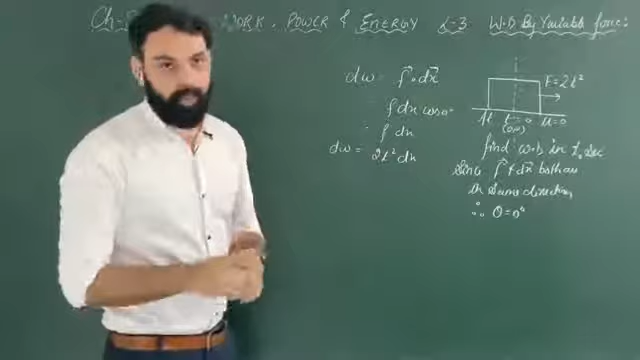 WORK, POWER & ENERGY L-3. W.D By Variable force:
dw = f⃗ . dx⃗
f dx cos 0°
= f dx
dw = 2t² dx
F = 2t²
t=0
u=0
find W.D in t₀ sec
Since f⃗ & dx⃗ both are
in same direction
∴ θ = 0°